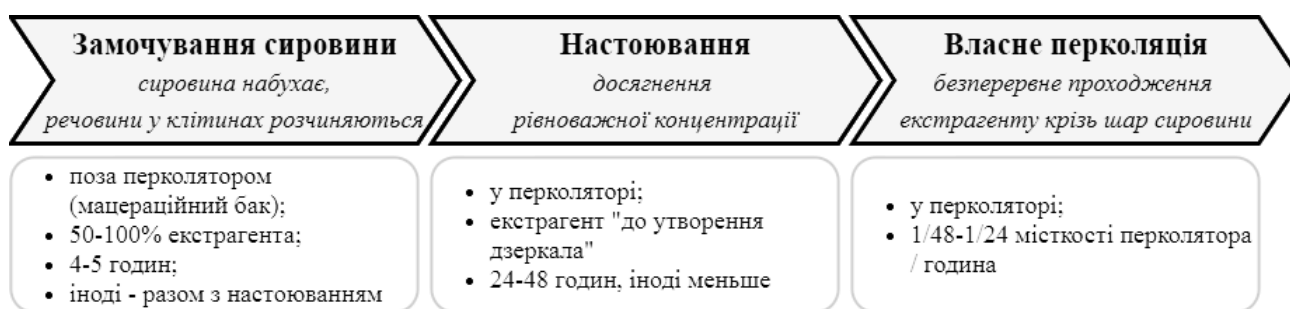 Замочування сировини
сировина набухає,
речовини у клітинах розчиняються
Настоювання
досягнення
рівноважної концентрації
Власне перколяція
безперервне проходження
екстрагенту крізь шар сировини
• поза перколятором
(мацераційний бак);
• 50-100% екстрагента;
• 4-5 годин;
• іноді - разом з настоюванням
• у перколяторі;
• екстрагент "до утворення
дзеркала"
• 24-48 годин, іноді меньше
• у перколяторі;
• 1/48-1/24 місткості перколятора
/ година